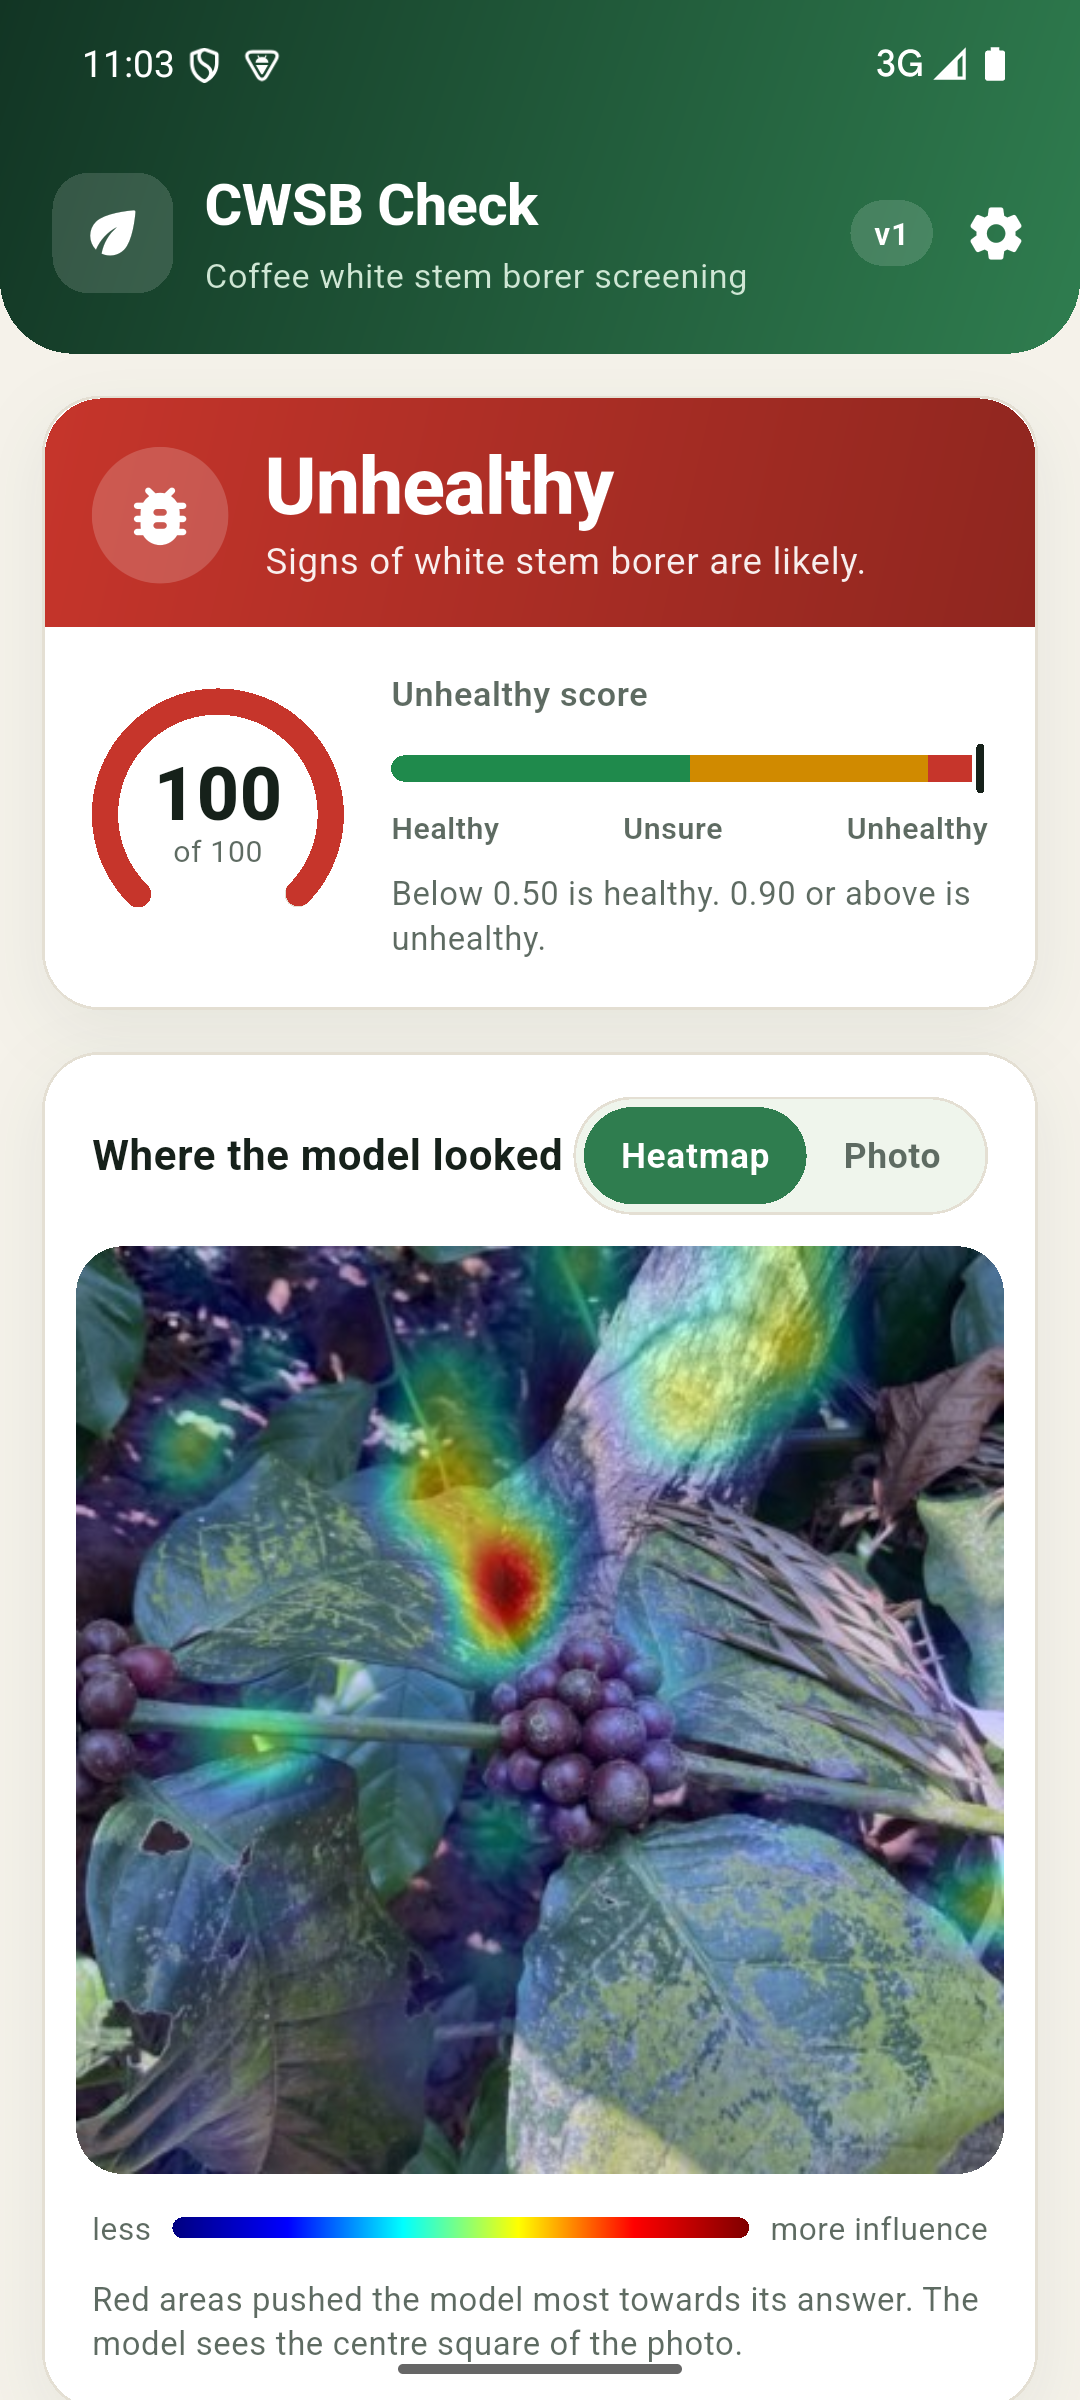 11:03
3G
CWSB Check
Coffee white stem borer screening
v1
Unhealthy
Signs of white stem borer are likely.
100
of 100
Unhealthy score
Healthy Unsure Unhealthy
Below 0.50 is healthy. 0.90 or above is
unhealthy.
Where the model looked
Heatmap Photo
less more influence
Red areas pushed the model most towards its answer. The
model sees the centre square of the photo.